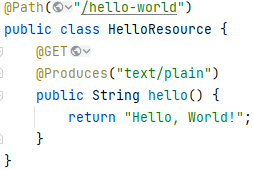 @Path("/hello-world")
public class HelloResource {
    @GET
    @Produces("text/plain")
    public String hello() {
        return "Hello, World!";
    }
}